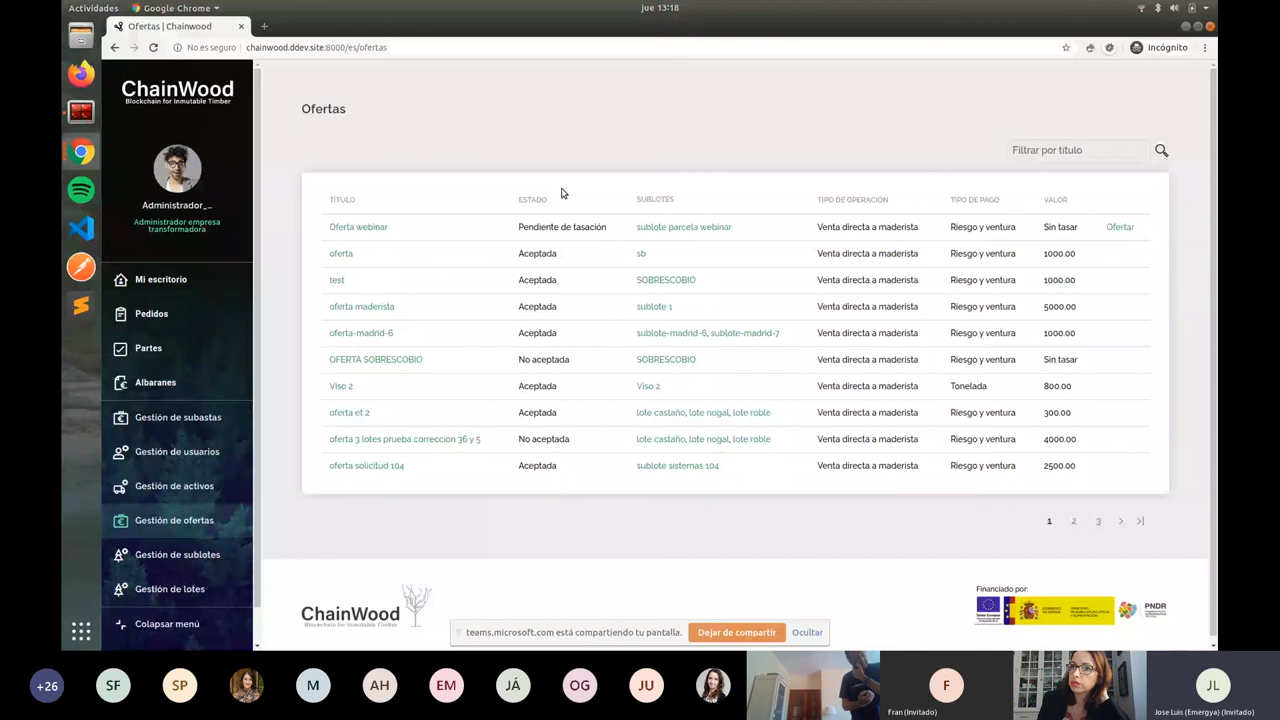 Actividades
Google Chrome
jue 13:18
Ofertas | Chainwood
No es seguro
chainwood.ddev.site:8000/es/ofertas
Incógnito
ChainWood
Blockchain for Inmutable Timber
Administrador_...
Administrador empresa
transformadora
Mi escritorio
Pedidos
Partes
Albaranes
Gestión de subastas
Gestión de usuarios
Gestión de activos
Gestión de ofertas
Gestión de sublotes
Gestión de lotes
Colapsar menú
Ofertas
Filtrar por título
TÍTULO ESTADO SUBLOTES TIPO DE OPERACIÓN TIPO DE PAGO VALOR
Oferta webinar Pendiente de tasación sublote parcela webinar Venta directa a maderista Riesgo y ventura Sin tasar Ofertar
oferta Aceptada sb Venta directa a maderista Riesgo y ventura 1000.00
test Aceptada SOBRESCOBIO Venta directa a maderista Riesgo y ventura 1000.00
oferta maderista Aceptada sublote 1 Venta directa a maderista Riesgo y ventura 5000.00
oferta-madrid-6 Aceptada sublote-madrid-6, sublote-madrid-7 Venta directa a maderista Riesgo y ventura 1000.00
OFERTA SOBRESCOBIO No aceptada SOBRESCOBIO Venta directa a maderista Riesgo y ventura Sin tasar
Viso 2 Aceptada Viso 2 Venta directa a maderista Tonelada 800.00
oferta et 2 Aceptada lote castaño, lote nogal, lote roble Venta directa a maderista Riesgo y ventura 300.00
oferta 3 lotes prueba correccion 36 y 5 No aceptada lote castaño, lote nogal, lote roble Venta directa a maderista Riesgo y ventura 4000.00
oferta solicitud 104 Aceptada sublote sistemas 104 Venta directa a maderista Riesgo y ventura 2500.00
1 2 3
ChainWood
Blockchain for Inmutable Timber
Financiado por:
PNDR
teams.microsoft.com está compartiendo tu pantalla.
Dejar de compartir
Ocultar
+26 SF SP M AH EM JÁ OG JU F JL
Fran (Invitado)
Jose Luis (Emergya) (Invitado)